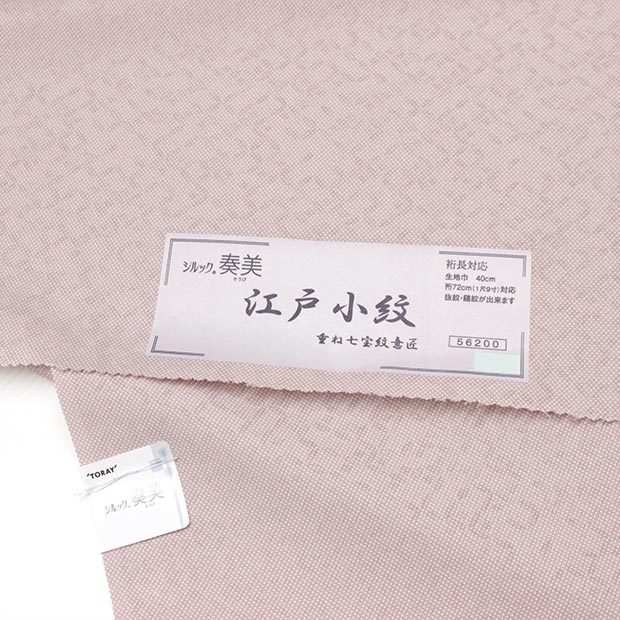 シルック®奏美
そうび
江戸小紋
重ね七宝紋意匠
裄長対応
生地巾 40cm
裄72cm(1尺9寸)対応
抜紋・縫紋が出来ます
56200
'TORAY'
シルック®奏美